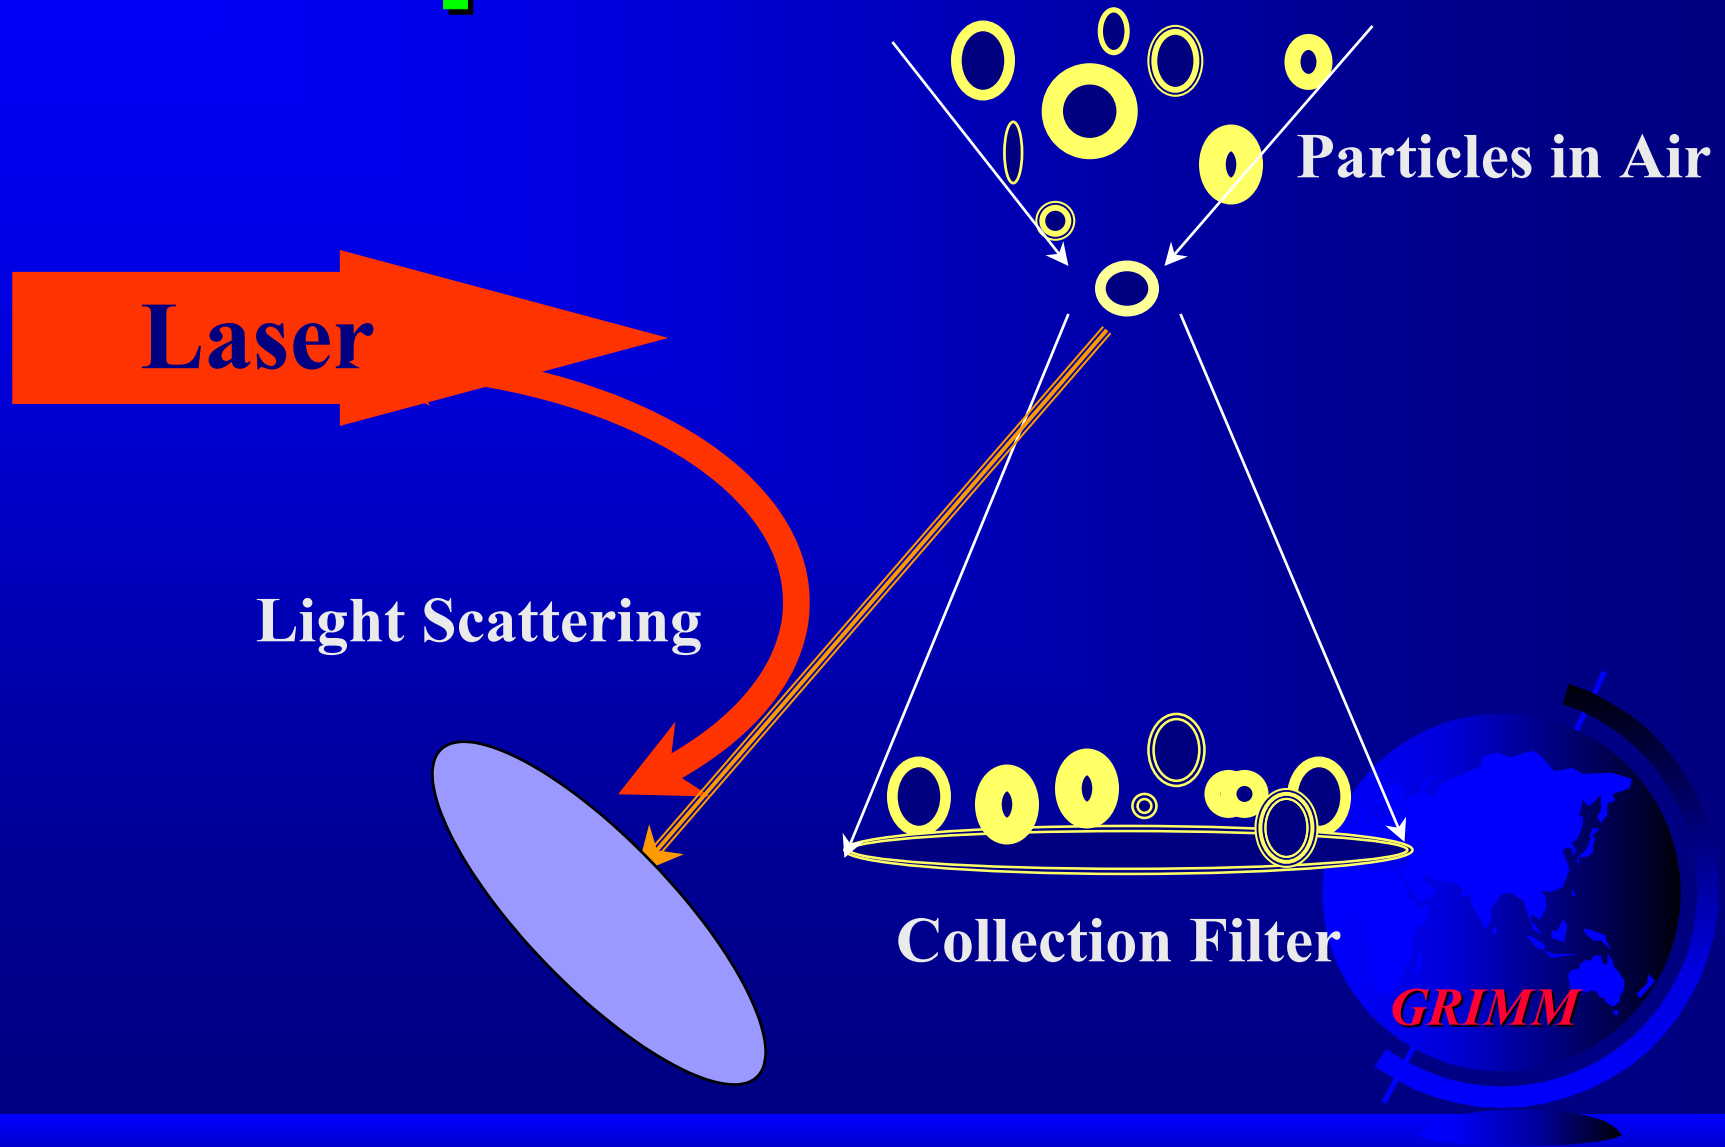 Particles in Air
Laser
Light Scattering
Collection Filter
GRIMM